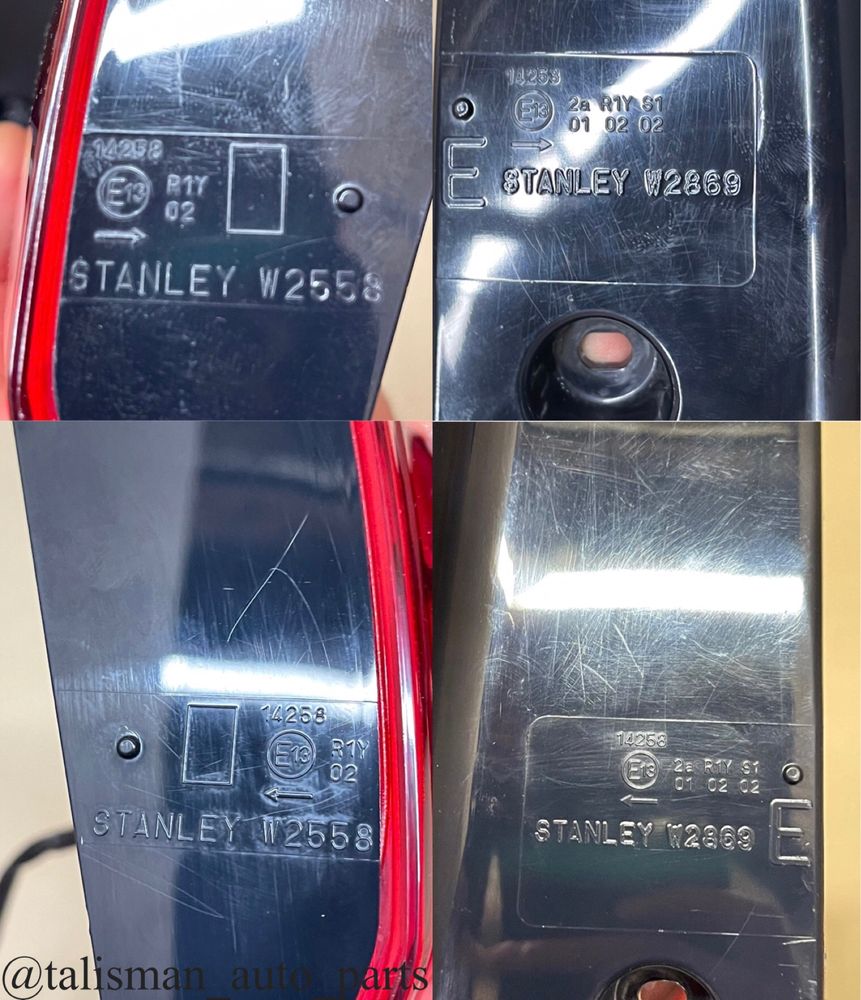 14258
E13 R1Y
02
STANLEY W2558
14258
E13 2a R1Y S1
01 02 02
E
STANLEY W2869
14258
E13 R1Y
02
STANLEY W2558
14258
E13 2a R1Y S1
01 02 02
STANLEY W2869 E
@talisman_auto_parts